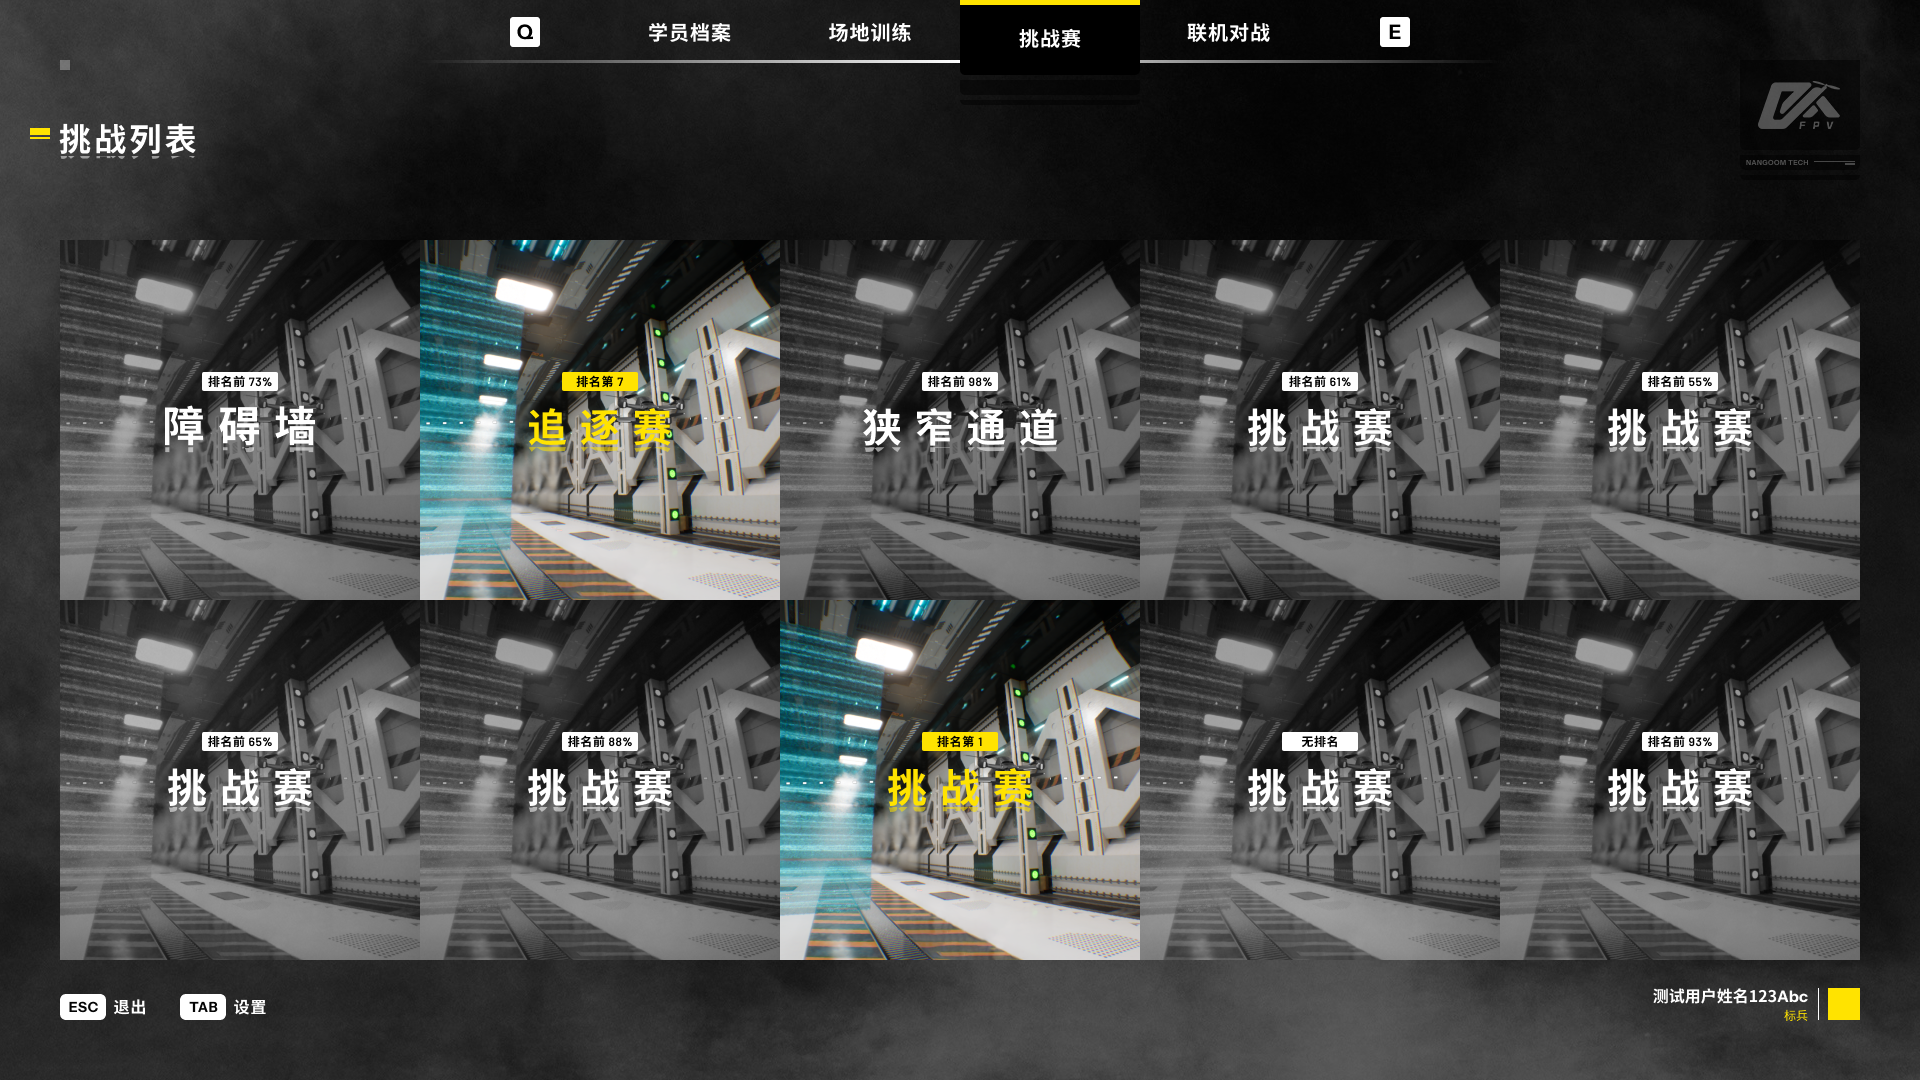 Q 学员档案 场地训练 挑战赛 联机对战 E
FPV
NANGOOM TECH
挑战列表
排名前 73%
障碍墙
排名第 7
追逐赛
排名前 98%
狭窄通道
排名前 61%
挑战赛
排名前 55%
挑战赛
排名前 65%
挑战赛
排名前 88%
挑战赛
排名第 1
挑战赛
无排名
挑战赛
排名前 93%
挑战赛
ESC 退出 TAB 设置
测试用户姓名123Abc
标兵